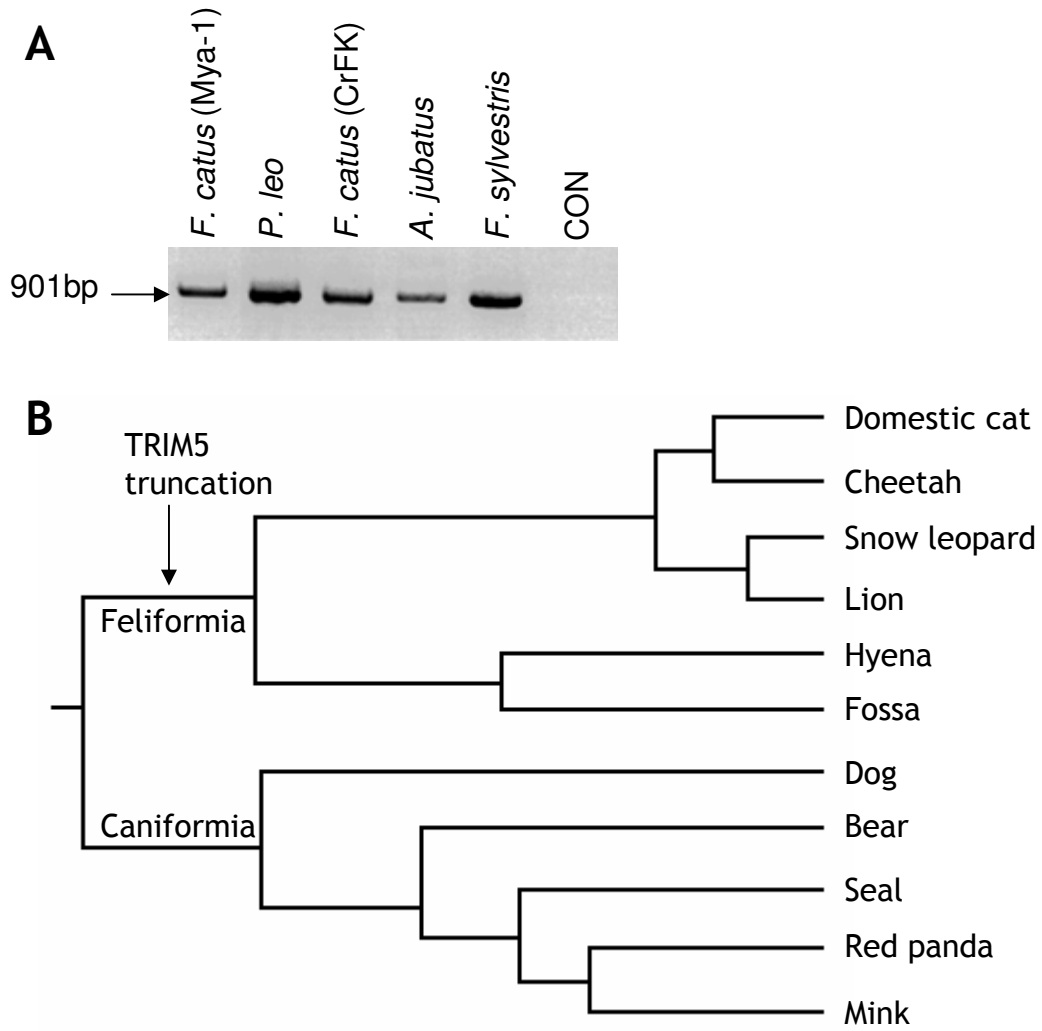 A
F. catus (Mya-1)
P. leo
F. catus (CrFK)
A. jubatus
F. sylvestris
CON
901bp
B
TRIM5
truncation
Feliformia
Caniformia
Domestic cat
Cheetah
Snow leopard
Lion
Hyena
Fossa
Dog
Bear
Seal
Red panda
Mink